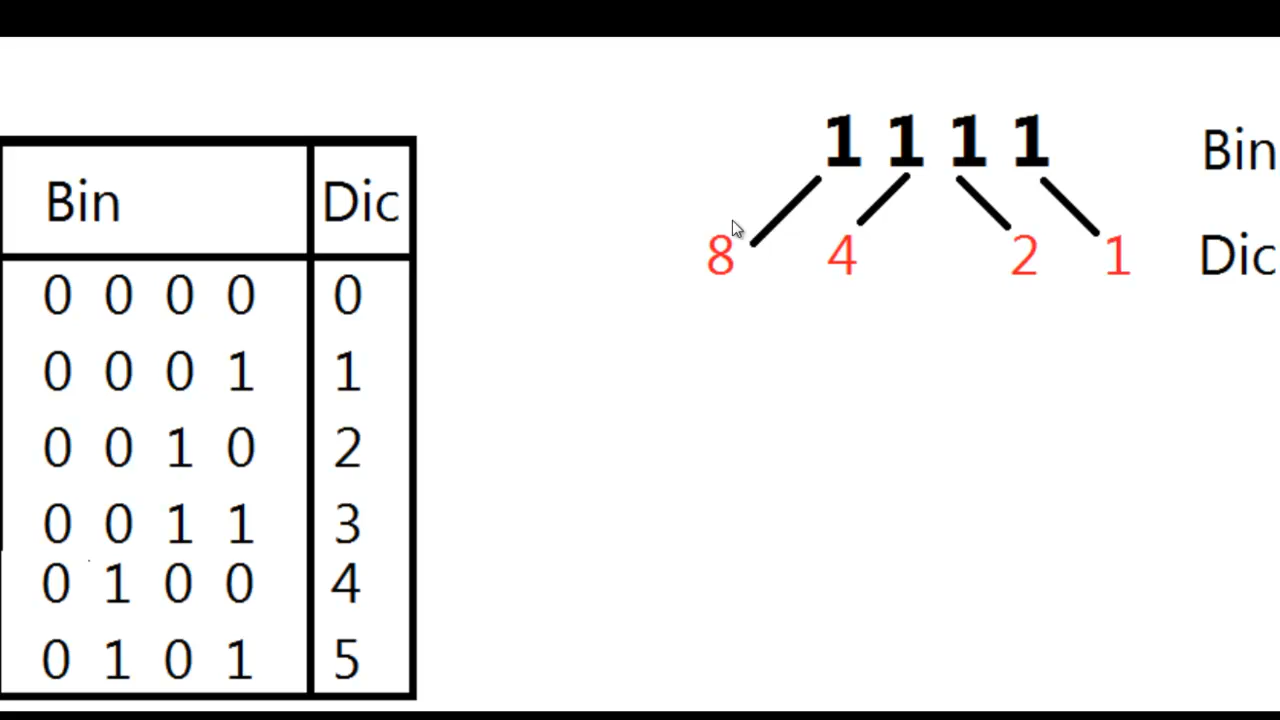 Bin Dic
0 0 0 0 0
0 0 0 1 1
0 0 1 0 2
0 0 1 1 3
0 1 0 0 4
0 1 0 1 5
1 1 1 1 Bin
8 4 2 1 Dic